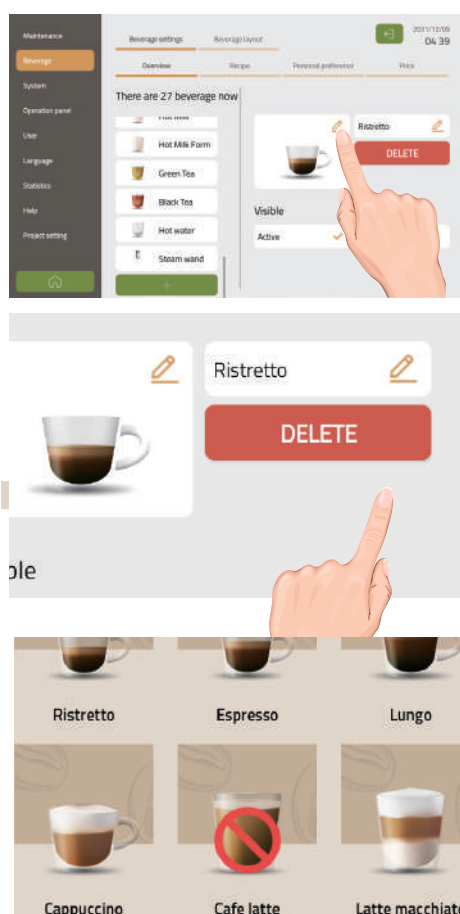 Maintenance
Beverage
System
Operation panel
User
Language
Statistics
Help
Project setting
Beverage settings
Beverage layout
2021/12/09
04 39
Overview
Recipe
Personal preference
Price
There are 27 beverage now
Hot Milk Form
Green Tea
Black Tea
Hot water
Steam wand
+
Ristretto
DELETE
Visible
Active
Ristretto
DELETE
ble
Ristretto
Espresso
Lungo
Cappuccino
Cafe latte
Latte macchiato